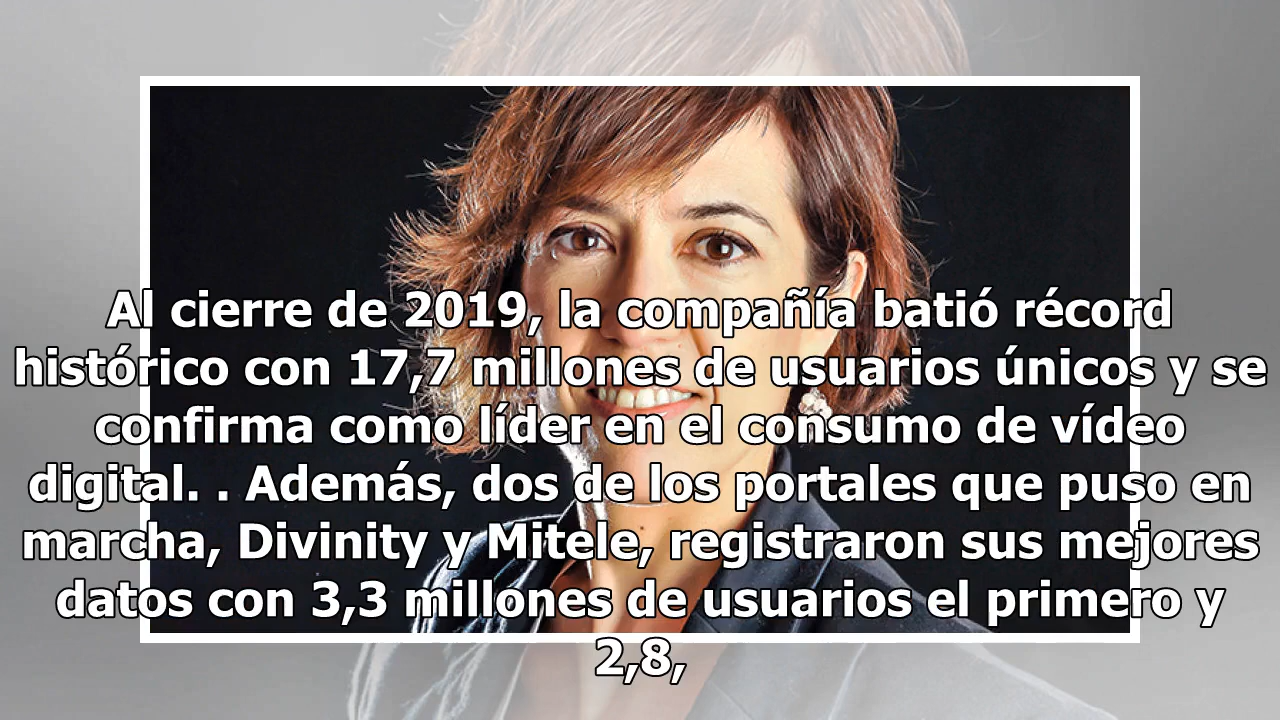 Al cierre de 2019, la compañía batió récord
histórico con 17,7 millones de usuarios únicos y se
confirma como líder en el consumo de vídeo
digital. . Además, dos de los portales que puso en
marcha, Divinity y Mitele, registraron sus mejores
datos con 3,3 millones de usuarios el primero y
2,8,